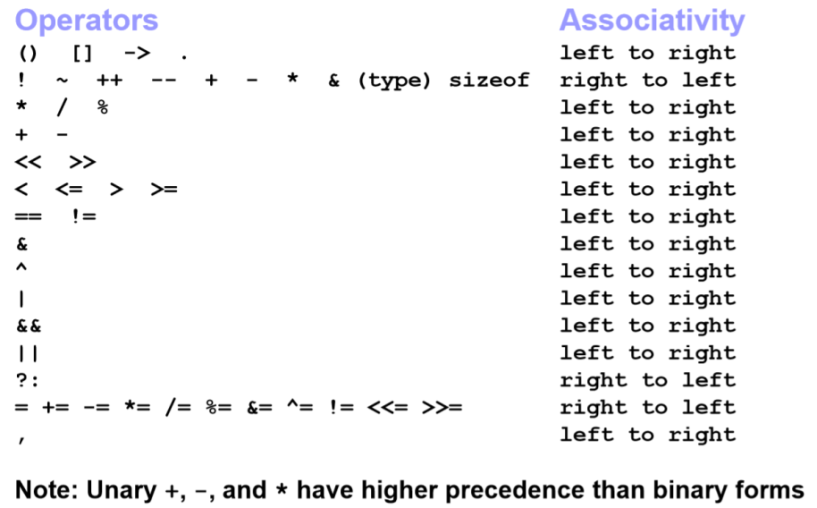 Operators Associativity
() [] -> . left to right
! ~ ++ -- + - * & (type) sizeof right to left
* / % left to right
+ - left to right
<< >> left to right
< <= > >= left to right
== != left to right
& left to right
^ left to right
| left to right
&& left to right
|| left to right
?: right to left
= += -= *= /= %= &= ^= != <<= >>= right to left
, left to right
Note: Unary +, -, and * have higher precedence than binary forms